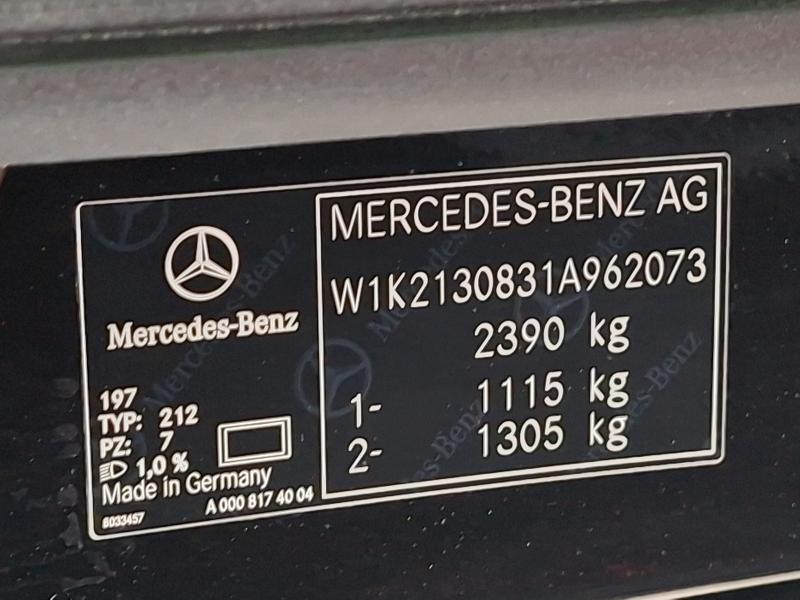 Mercedes-Benz
197
TYP: 212
PZ: 7
1,0 %
Made in Germany
8033457
A 000 817 40 04
MERCEDES-BENZ AG
W1K2130831A962073
2390 kg
1- 1115 kg
2- 1305 kg